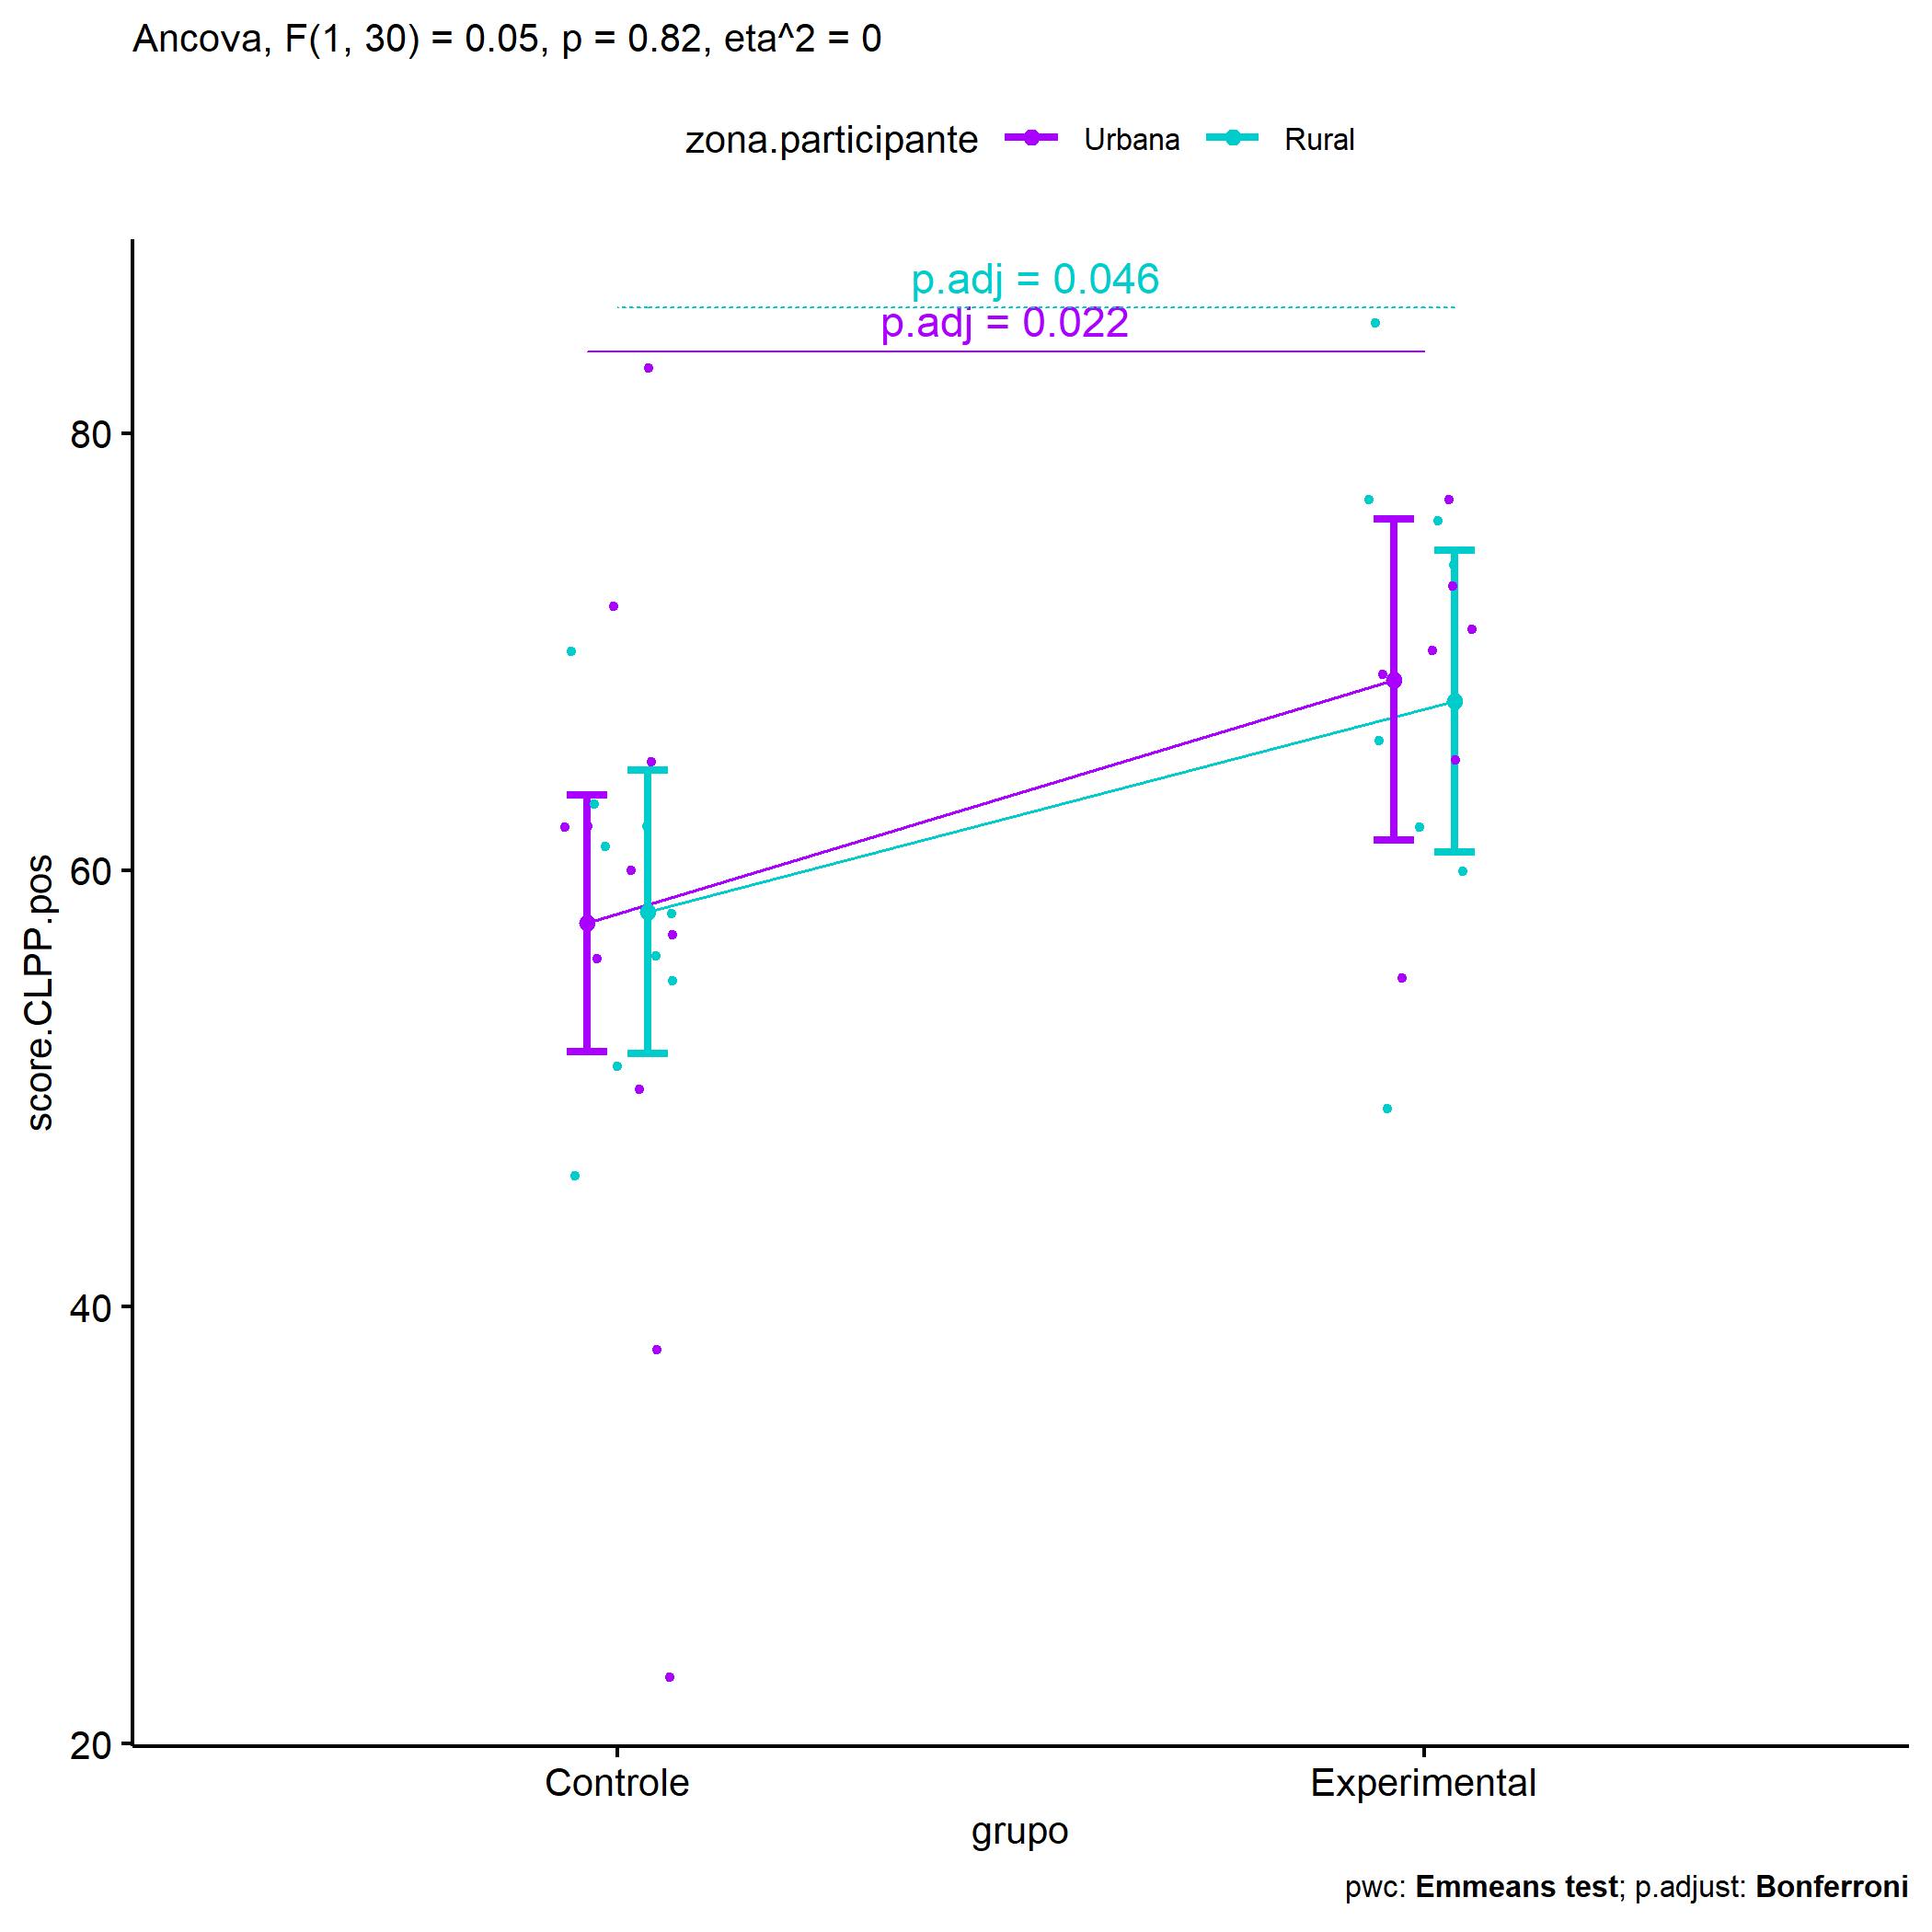 Ancova, F(1, 30) = 0.05, p = 0.82, eta^2 = 0
zona.participante Urbana Rural
p.adj = 0.046
p.adj = 0.022
80
60
40
20
score.CLPP.pos
Controle Experimental
grupo
pwc: Emmeans test; p.adjust: Bonferroni